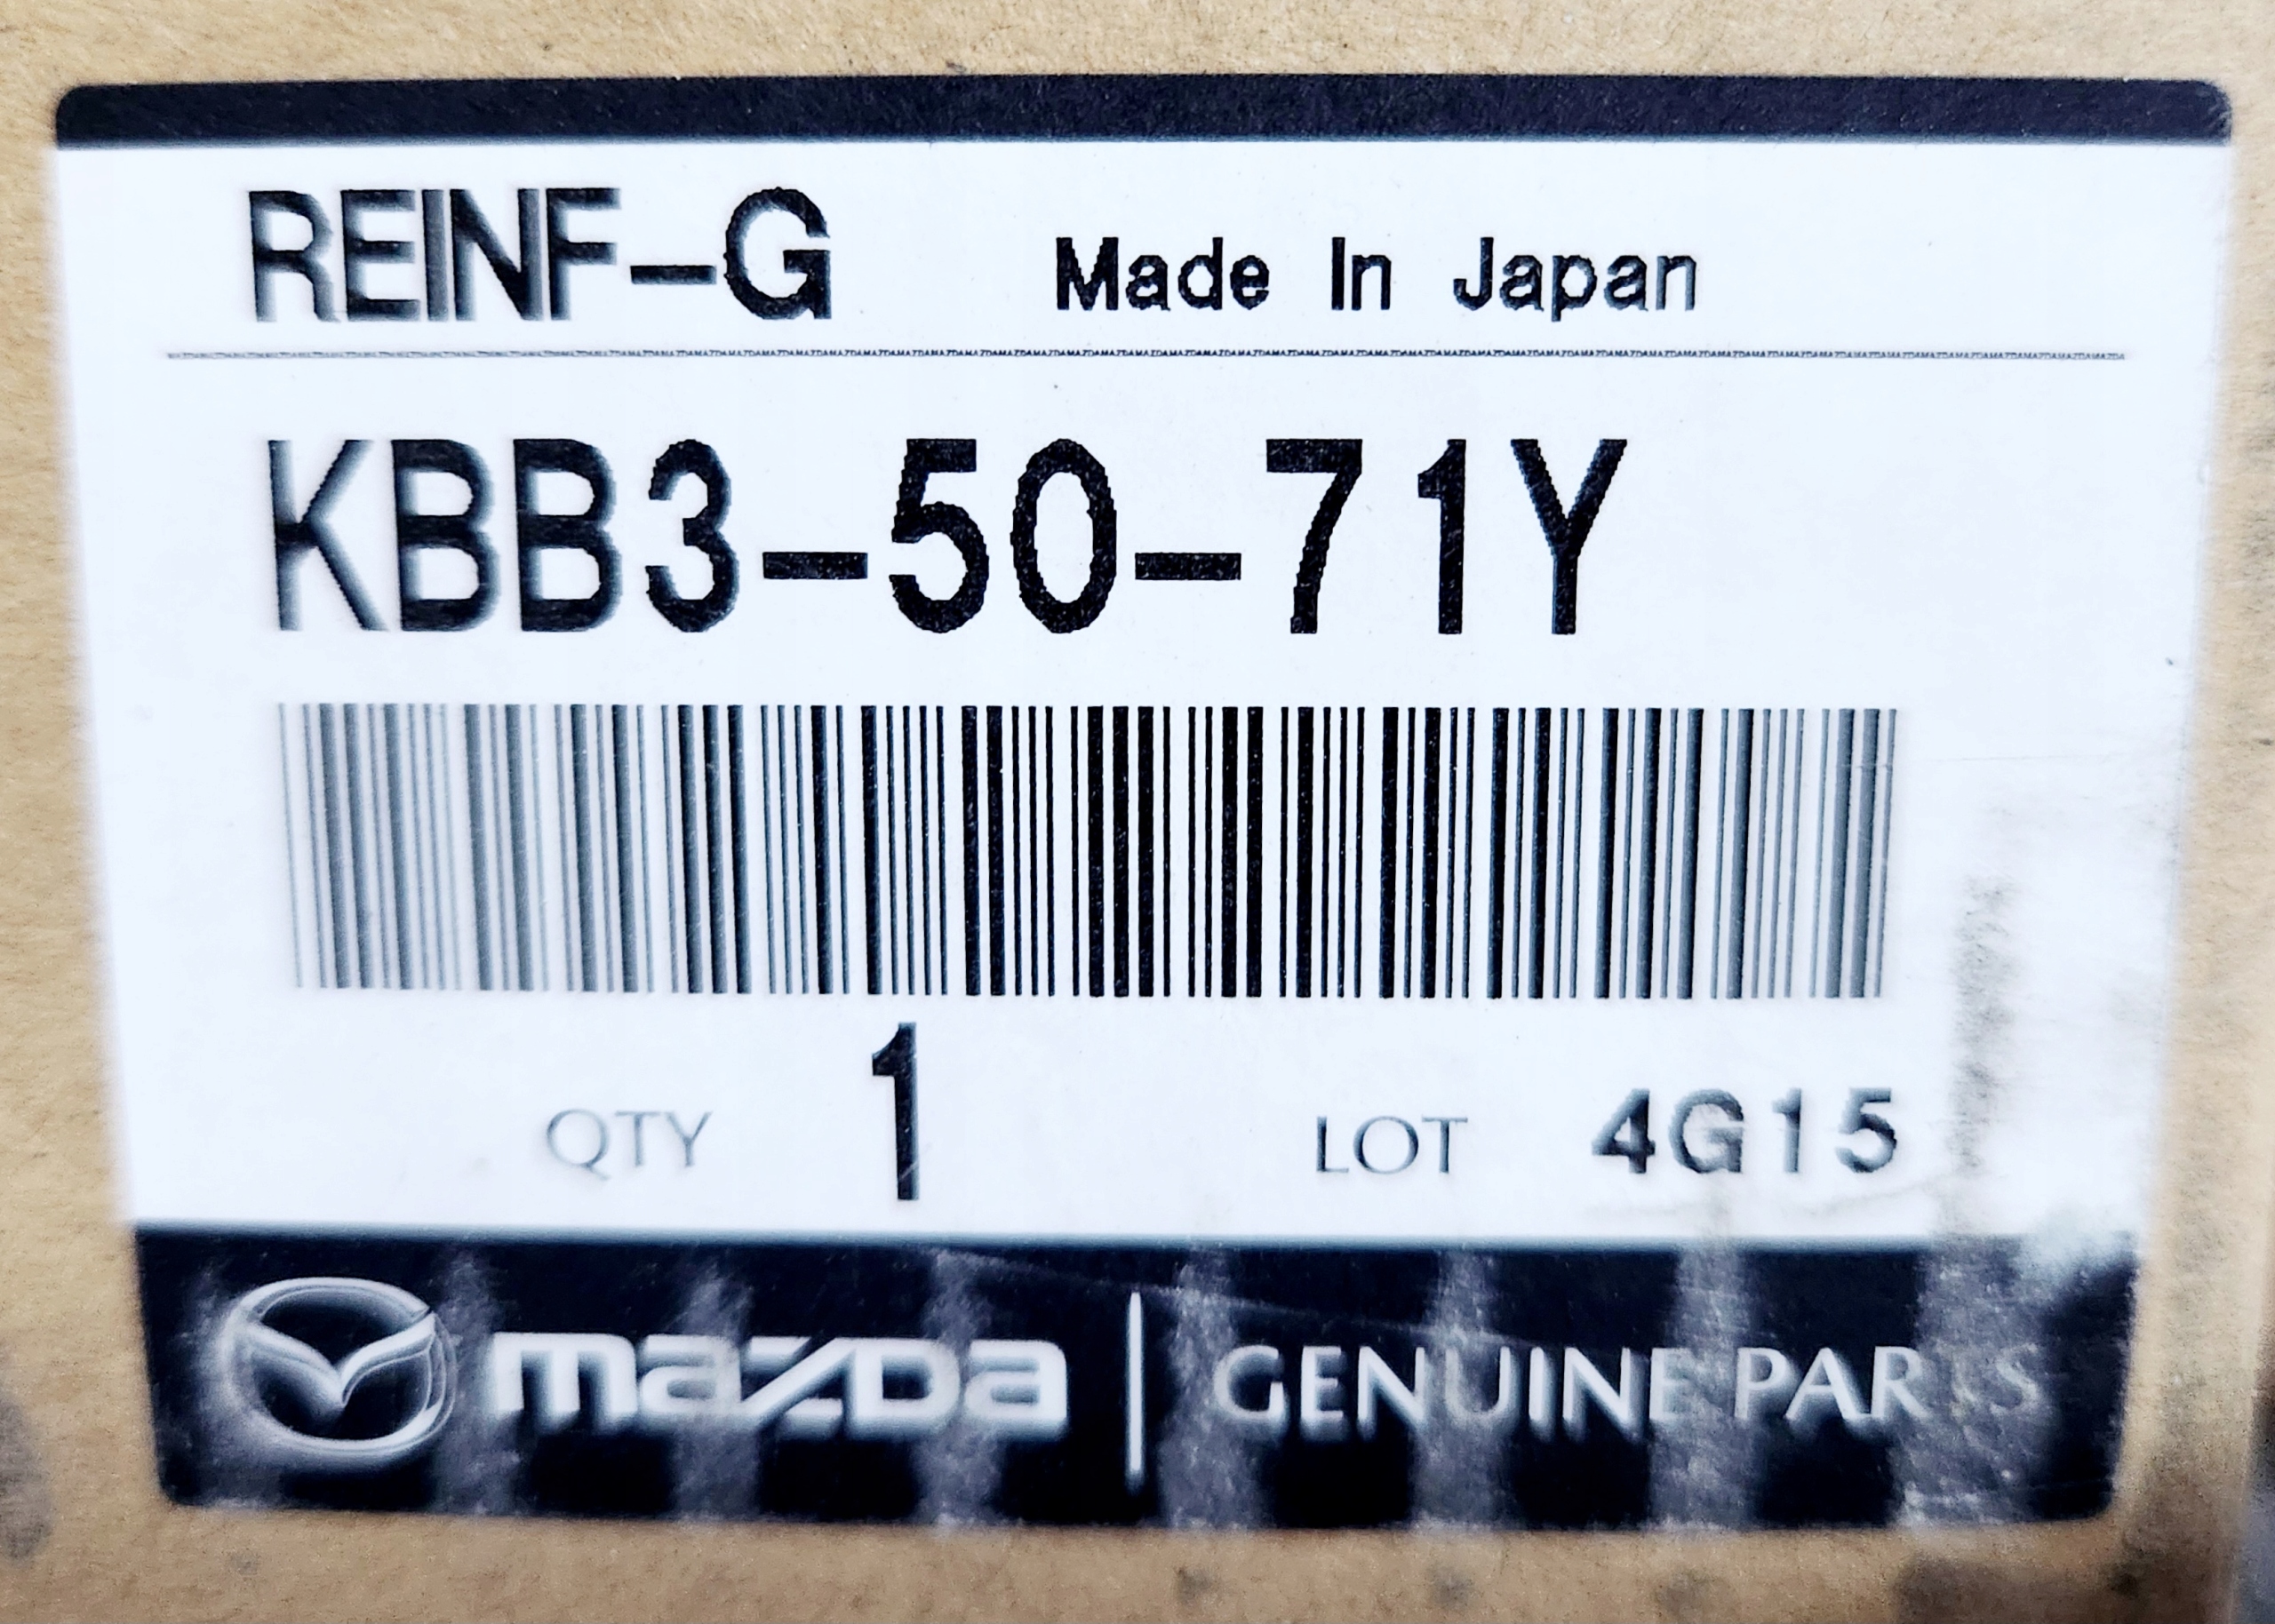 REINF-G Made In Japan
KBB3-50-71Y
QTY 1 LOT 4G15
mazDa | GENUINE PARTS